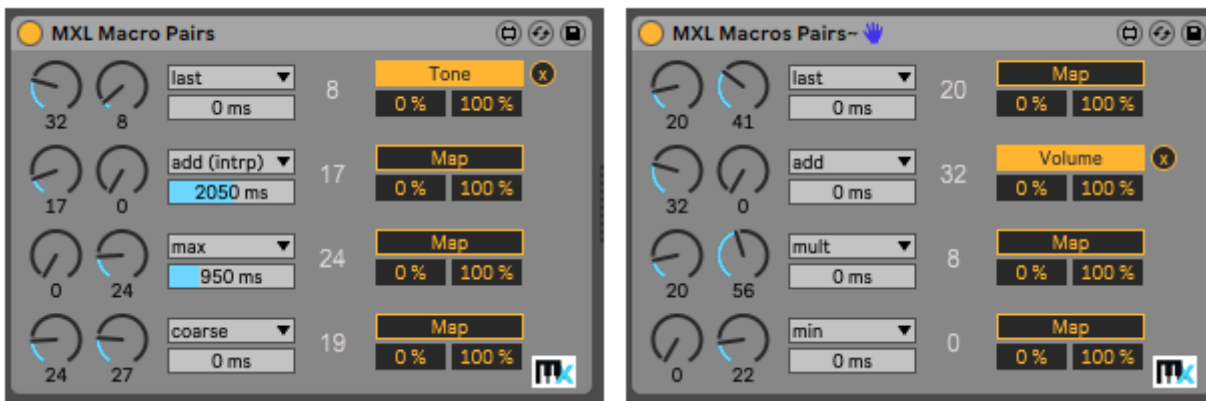 MXL Macro Pairs
last
0 ms
32 8
8
Tone x
0 % 100 %
add (intrp)
2050 ms
17 0
17
Map
0 % 100 %
max
950 ms
0 24
24
Map
0 % 100 %
coarse
0 ms
24 27
19
Map
0 % 100 %
mx
MXL Macros Pairs~
last
0 ms
20 41
20
Map
0 % 100 %
add
0 ms
32 0
32
Volume x
0 % 100 %
mult
0 ms
20 56
8
Map
0 % 100 %
min
0 ms
0 22
0
Map
0 % 100 %
mx